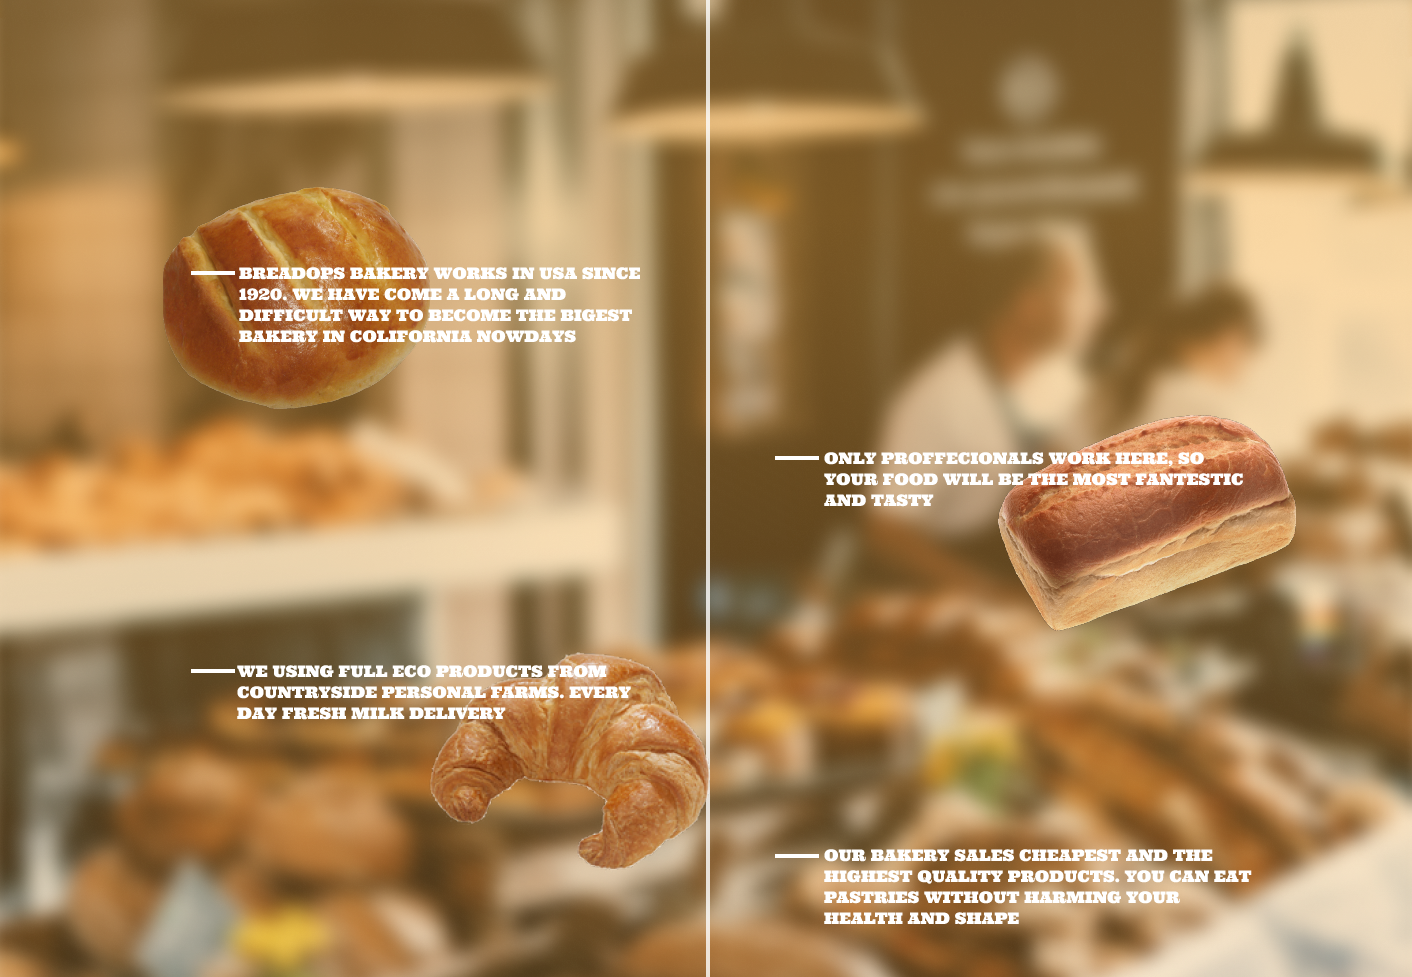 BREADOPS BAKERY WORKS IN USA SINCE
1920. WE HAVE COME A LONG AND
DIFFICULT WAY TO BECOME THE BIGEST
BAKERY IN COLIFORNIA NOWDAYS
ONLY PROFFECIONALS WORK HERE, SO
YOUR FOOD WILL BE THE MOST FANTESTIC
AND TASTY
WE USING FULL ECO PRODUCTS FROM
COUNTRYSIDE PERSONAL FARMS. EVERY
DAY FRESH MILK DELIVERY
OUR BAKERY SALES CHEAPEST AND THE
HIGHEST QUALITY PRODUCTS. YOU CAN EAT
PASTRIES WITHOUT HARMING YOUR
HEALTH AND SHAPE